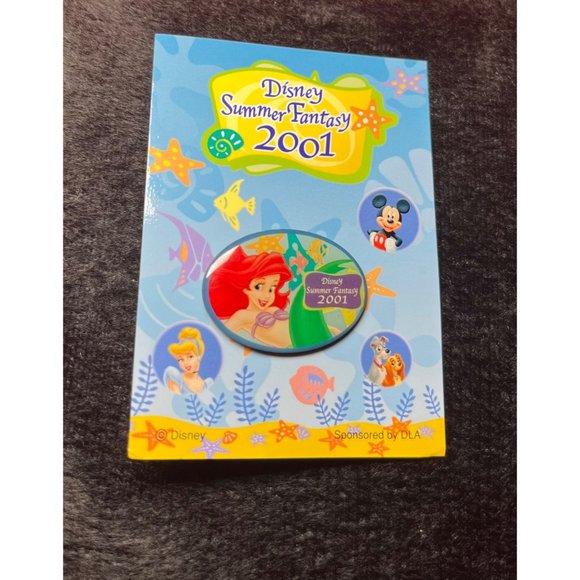 Disney
Summer Fantasy
2001
Disney
Summer Fantasy
2001
© Disney
Sponsored by DLA